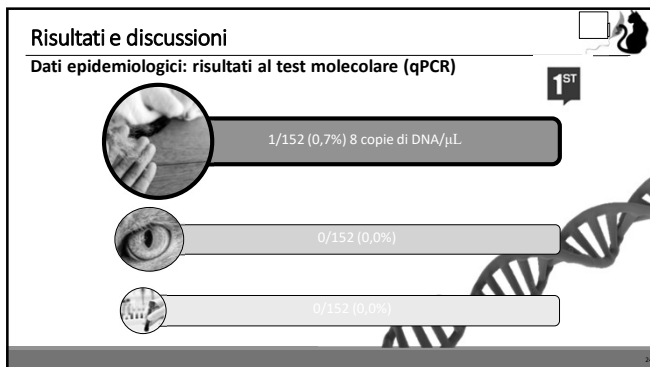 Risultati e discussioni
Dati epidemiologici: risultati al test molecolare (qPCR)
1ST
1/152 (0,7%) 8 copie di DNA/μL
0/152 (0,0%)
0/152 (0,0%)